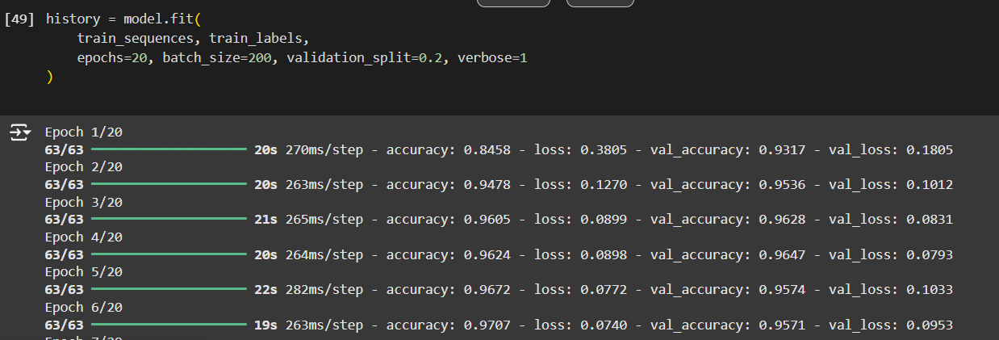 [49] history = model.fit(
train_sequences, train_labels,
epochs=20, batch_size=200, validation_split=0.2, verbose=1
)
Epoch 1/20
63/63 ━━━━━━━━━━━━━━━━━━━━ 20s 270ms/step - accuracy: 0.8458 - loss: 0.3805 - val_accuracy: 0.9317 - val_loss: 0.1805
Epoch 2/20
63/63 ━━━━━━━━━━━━━━━━━━━━ 20s 263ms/step - accuracy: 0.9478 - loss: 0.1270 - val_accuracy: 0.9536 - val_loss: 0.1012
Epoch 3/20
63/63 ━━━━━━━━━━━━━━━━━━━━ 21s 265ms/step - accuracy: 0.9605 - loss: 0.0899 - val_accuracy: 0.9628 - val_loss: 0.0831
Epoch 4/20
63/63 ━━━━━━━━━━━━━━━━━━━━ 20s 264ms/step - accuracy: 0.9624 - loss: 0.0898 - val_accuracy: 0.9647 - val_loss: 0.0793
Epoch 5/20
63/63 ━━━━━━━━━━━━━━━━━━━━ 22s 282ms/step - accuracy: 0.9672 - loss: 0.0772 - val_accuracy: 0.9574 - val_loss: 0.1033
Epoch 6/20
63/63 ━━━━━━━━━━━━━━━━━━━━ 19s 263ms/step - accuracy: 0.9707 - loss: 0.0740 - val_accuracy: 0.9571 - val_loss: 0.0953